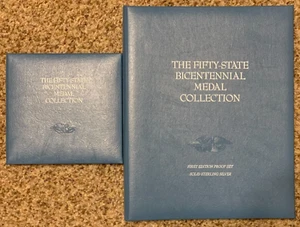 THE FIFTY-STATE
BICENTENNIAL
MEDAL
COLLECTION
THE FIFTY-STATE
BICENTENNIAL
MEDAL
COLLECTION
FIRST EDITION PROOF SET
SOLID STERLING SILVER